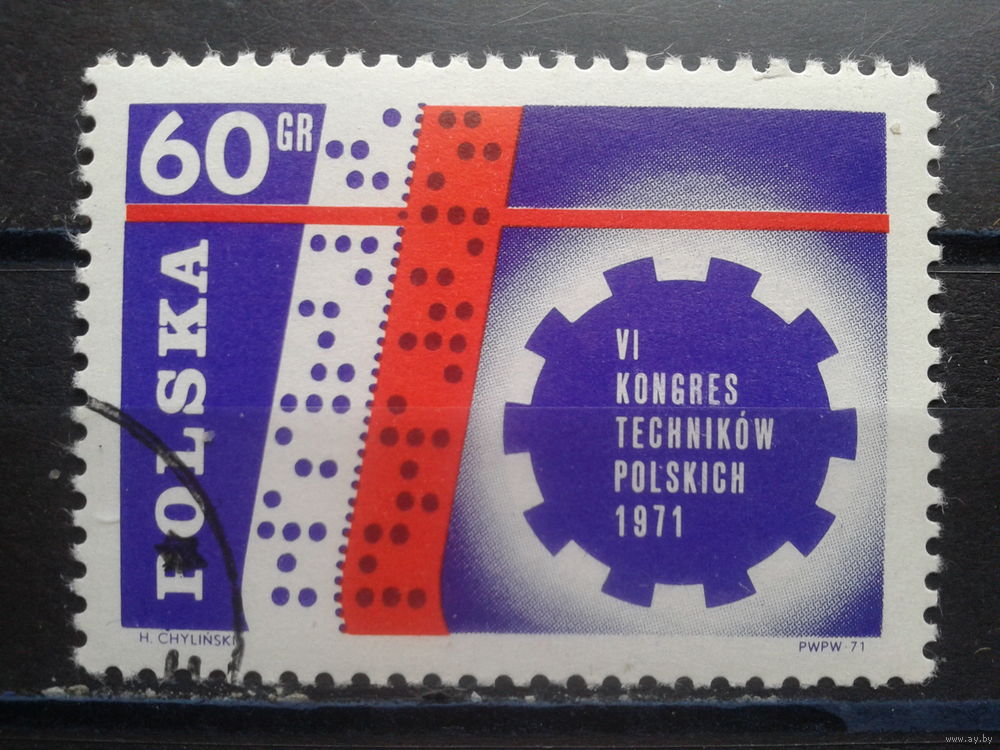 60 GR
POLSKA
VI
KONGRES
TECHNIKÓW
POLSKICH
1971
H. CHYLIŃSKI
PWPW-71
www.ay.by